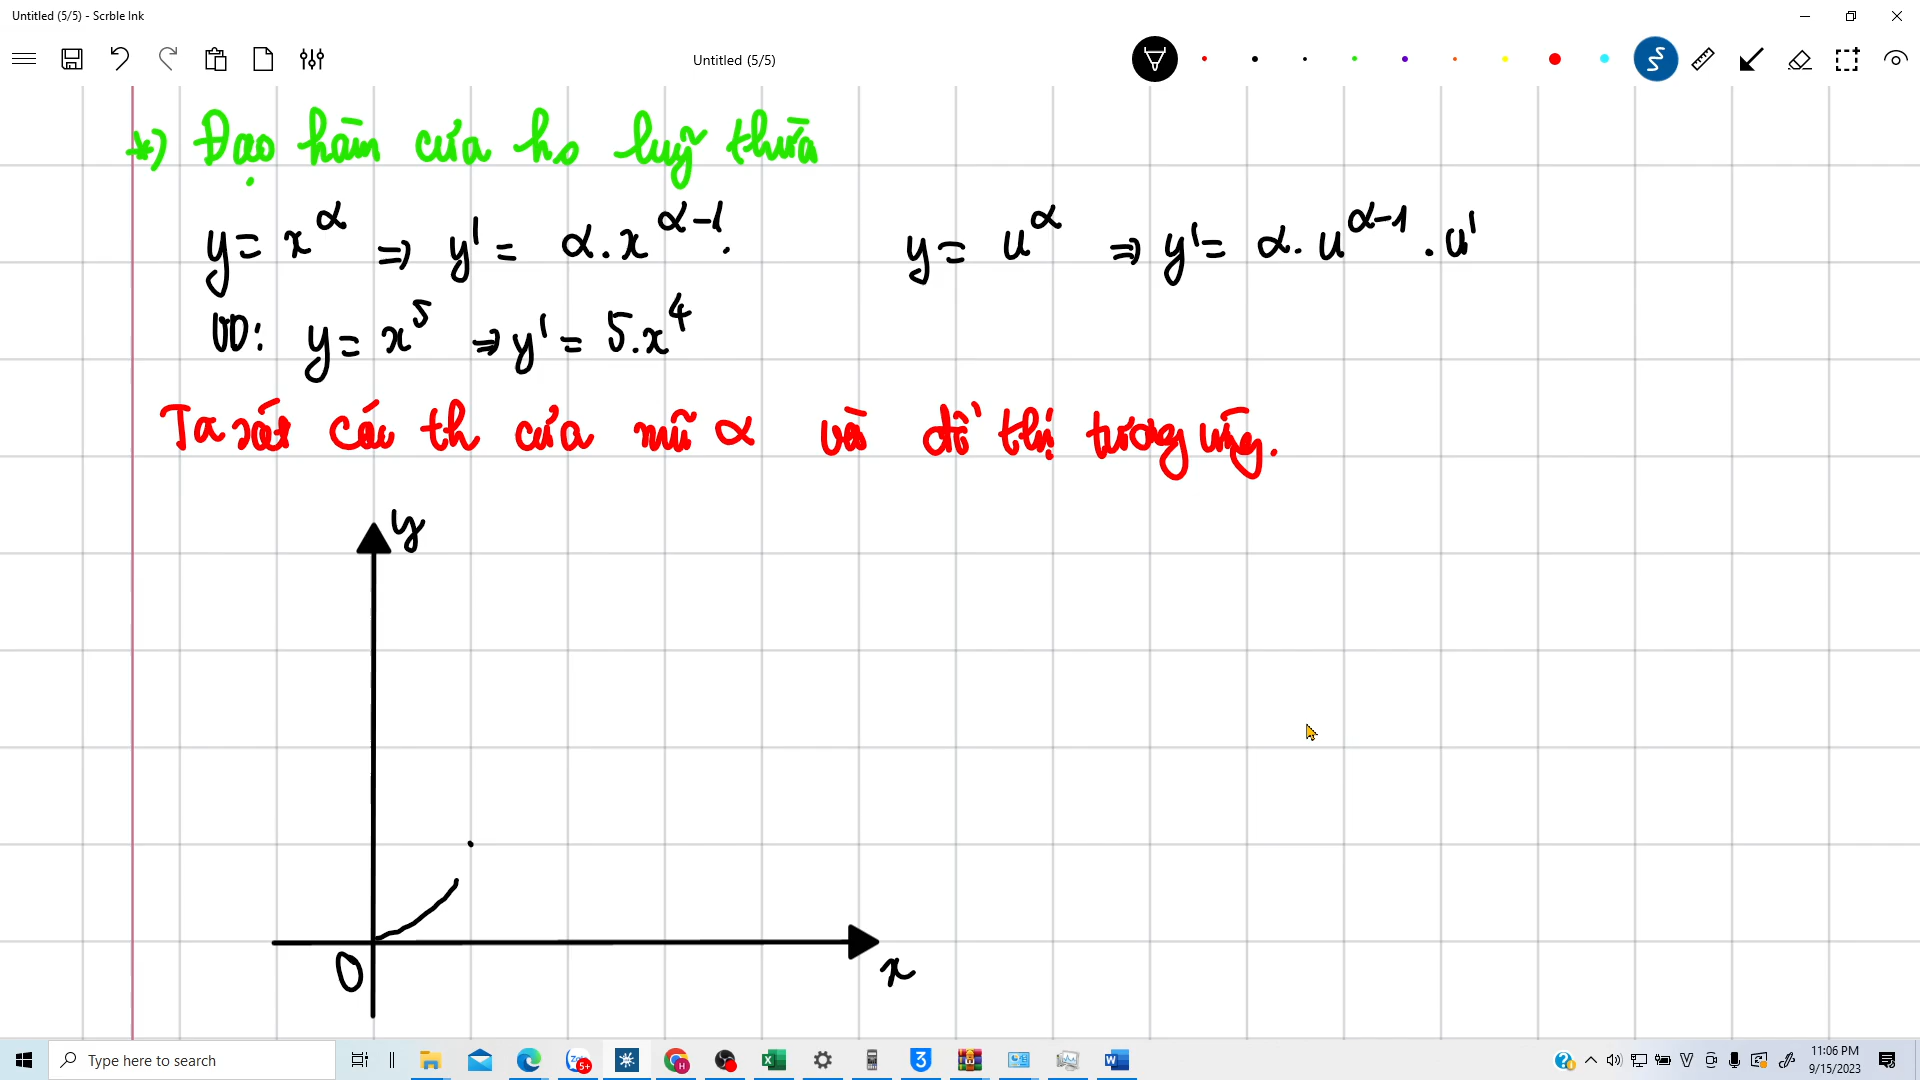 Untitled (5/5) - Scrble Ink
Untitled (5/5)
*) Đạo hàm của hs luỹ thừa
y = x^α ⇒ y' = α.x^(α-1).
y = u^α ⇒ y' = α.u^(α-1).u'
VD: y = x^5 ⇒ y' = 5.x^4
Ta xét các th của mũ α và đồ thị tương ứng.
y
O
x
Type here to search
11:06 PM
9/15/2023